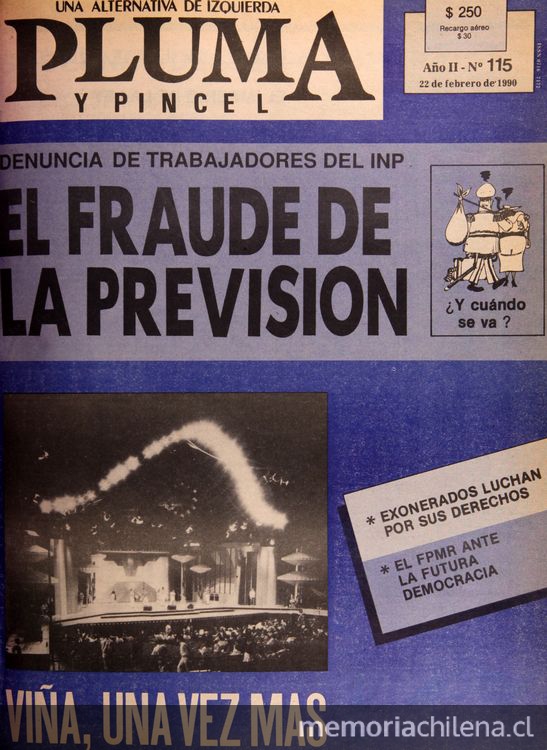 UNA ALTERNATIVA DE IZQUIERDA
PLUMA
Y PINCEL
$ 250
Recargo aéreo
$ 30
Año II - Nº 115
22 de febrero de 1990
DENUNCIA DE TRABAJADORES DEL INP
EL FRAUDE DE
LA PREVISION
¿Y cuándo
se va ?
* EXONERADOS LUCHAN
POR SUS DERECHOS
* EL FPMR ANTE
LA FUTURA
DEMOCRACIA
VIÑA, UNA VEZ MAS
memoriachilena.cl